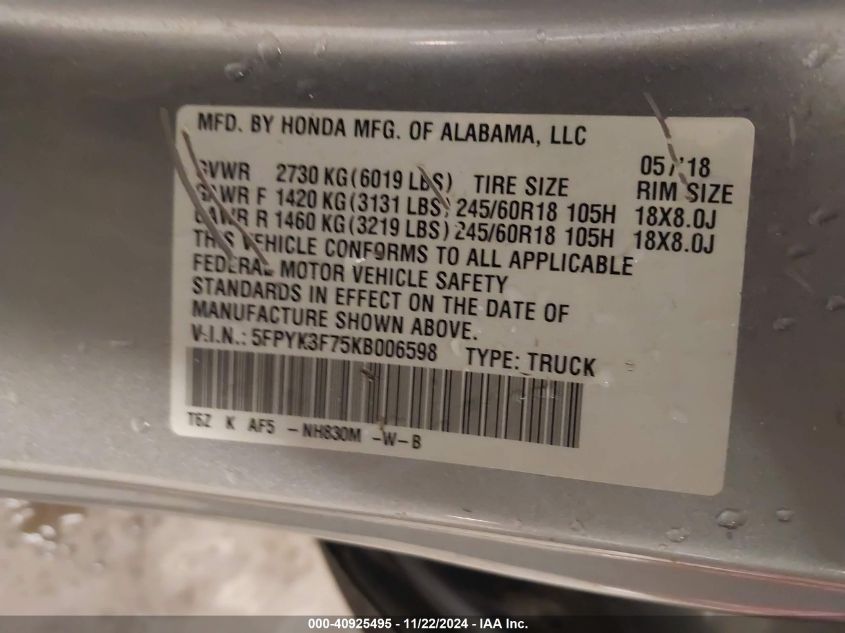 MFD. BY HONDA MFG. OF ALABAMA, LLC
05/'18
GVWR 2730 KG(6019 LBS) TIRE SIZE RIM SIZE
GAWR F 1420 KG(3131 LBS) 245/60R18 105H 18X8.0J
GAWR R 1460 KG(3219 LBS) 245/60R18 105H 18X8.0J
THIS VEHICLE CONFORMS TO ALL APPLICABLE
FEDERAL MOTOR VEHICLE SAFETY
STANDARDS IN EFFECT ON THE DATE OF
MANUFACTURE SHOWN ABOVE.
V.I.N.: 5FPYK3F75KB006598 TYPE: TRUCK
T6Z K AF5 -NH830M -W-B
000-40925495 - 11/22/2024 - IAA Inc.